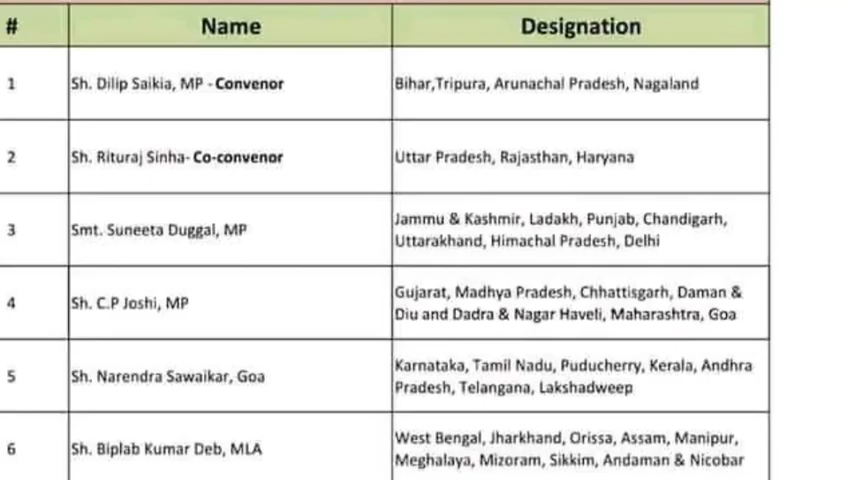 # Name Designation
1 Sh. Dilip Saikia, MP - Convenor Bihar,Tripura, Arunachal Pradesh, Nagaland
2 Sh. Rituraj Sinha- Co-convenor Uttar Pradesh, Rajasthan, Haryana
3 Smt. Suneeta Duggal, MP Jammu & Kashmir, Ladakh, Punjab, Chandigarh,
Uttarakhand, Himachal Pradesh, Delhi
4 Sh. C.P Joshi, MP Gujarat, Madhya Pradesh, Chhattisgarh, Daman &
Diu and Dadra & Nagar Haveli, Maharashtra, Goa
5 Sh. Narendra Sawaikar, Goa Karnataka, Tamil Nadu, Puducherry, Kerala, Andhra
Pradesh, Telangana, Lakshadweep
6 Sh. Biplab Kumar Deb, MLA West Bengal, Jharkhand, Orissa, Assam, Manipur,
Meghalaya, Mizoram, Sikkim, Andaman & Nicobar